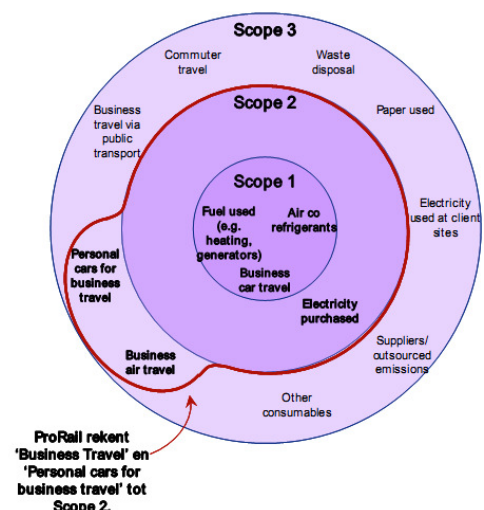 Scope 3
Commuter
travel
Waste
disposal
Scope 2
Business
travel via
public
transport
Paper used
Scope 1
Fuel used
(e.g.
heating,
generators)
Air co
refrigerants
Electricity
used at client
sites
Business
car travel
Personal
cars for
business
travel
Electricity
purchased
Business
air travel
Suppliers/
outsourced
emissions
Other
consumables
ProRail rekent
‘Business Travel’ en
‘Personal cars for
business travel’ tot
Scope 2.